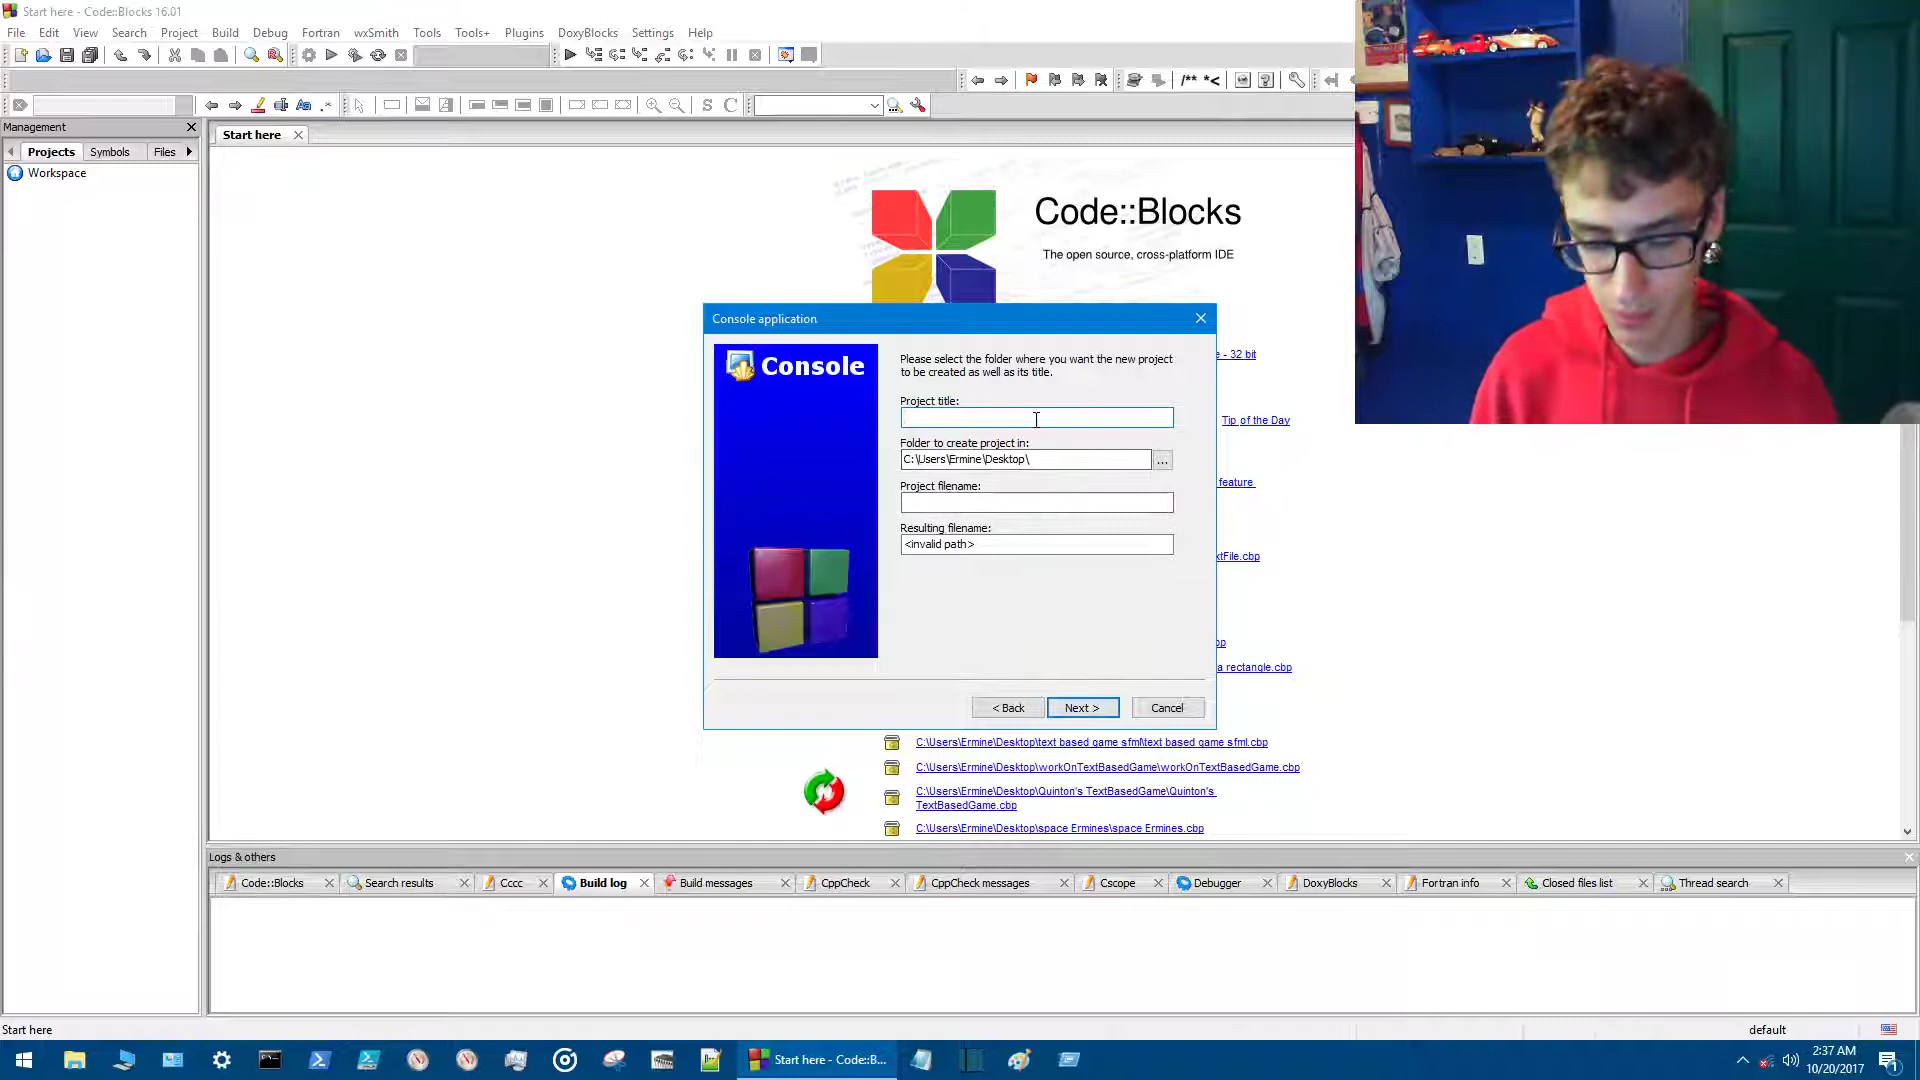 Start here - Code::Blocks 16.01
File Edit View Search Project Build Debug Fortran wxSmith Tools Tools+ Plugins DoxyBlocks Settings Help
/** *<
Aa .*
S C
Management
Start here
Projects Symbols Files
Workspace
Code::Blocks
The open source, cross-platform IDE
Console application
Console
Please select the folder where you want the new project
to be created as well as its title.
- 32 bit
Project title:
Tip of the Day
Folder to create project in:
C:\Users\Ermine\Desktop\
...
Project filename:
feature
Resulting filename:
<invalid path>
xtFile.cbp
a rectangle.cbp
< Back Next > Cancel
C:\Users\Ermine\Desktop\text based game sfml\text based game sfml.cbp
C:\Users\Ermine\Desktop\workOnTextBasedGame\workOnTextBasedGame.cbp
C:\Users\Ermine\Desktop\Quinton's TextBasedGame\Quinton's
TextBasedGame.cbp
C:\Users\Ermine\Desktop\space Ermines\space Ermines.cbp
Logs & others
Code::Blocks Search results Cccc Build log Build messages CppCheck CppCheck messages Cscope Debugger DoxyBlocks Fortran info Closed files list Thread search
Start here
default
Start here - Code::B...
2:37 AM
10/20/2017
1